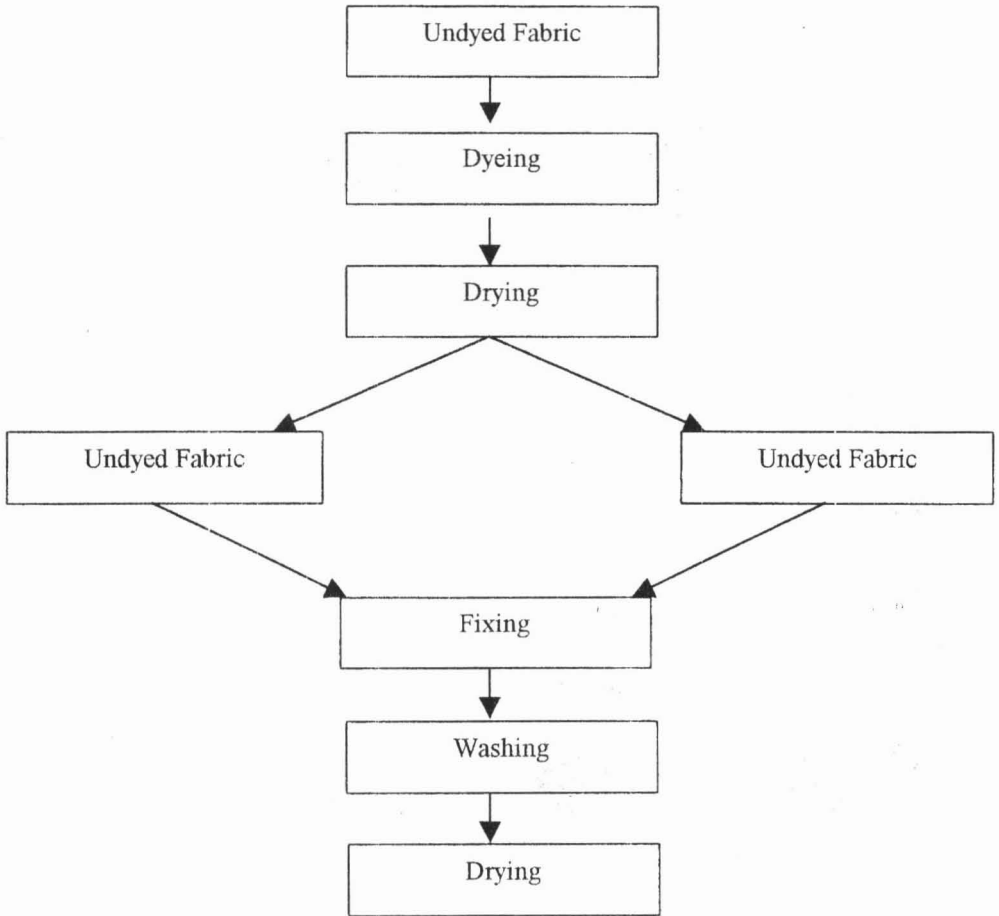 Undyed Fabric
Dyeing
Drying
Undyed Fabric
Undyed Fabric
Fixing
Washing
Drying